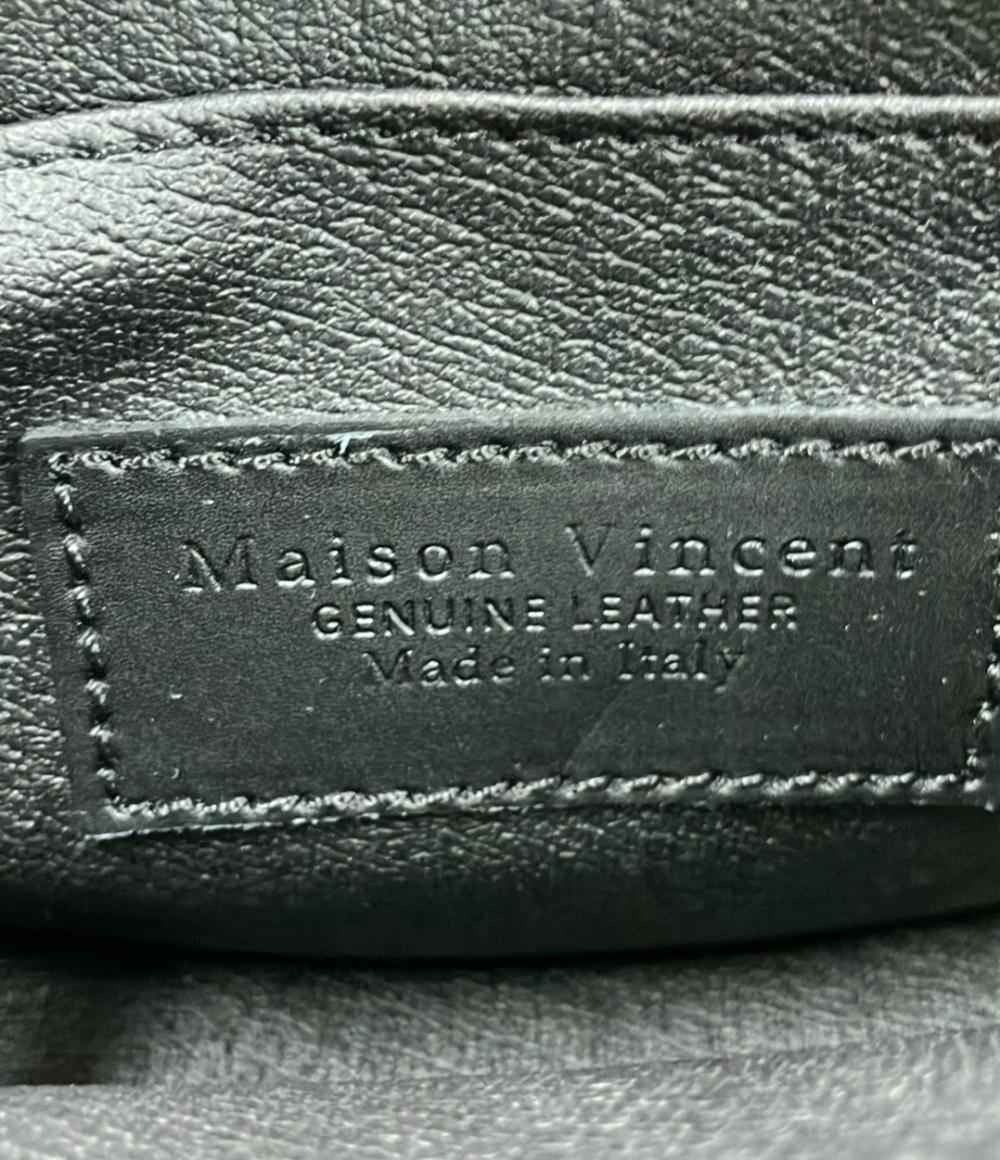 Maison Vincent
GENUINE LEATHER
Made in Italy